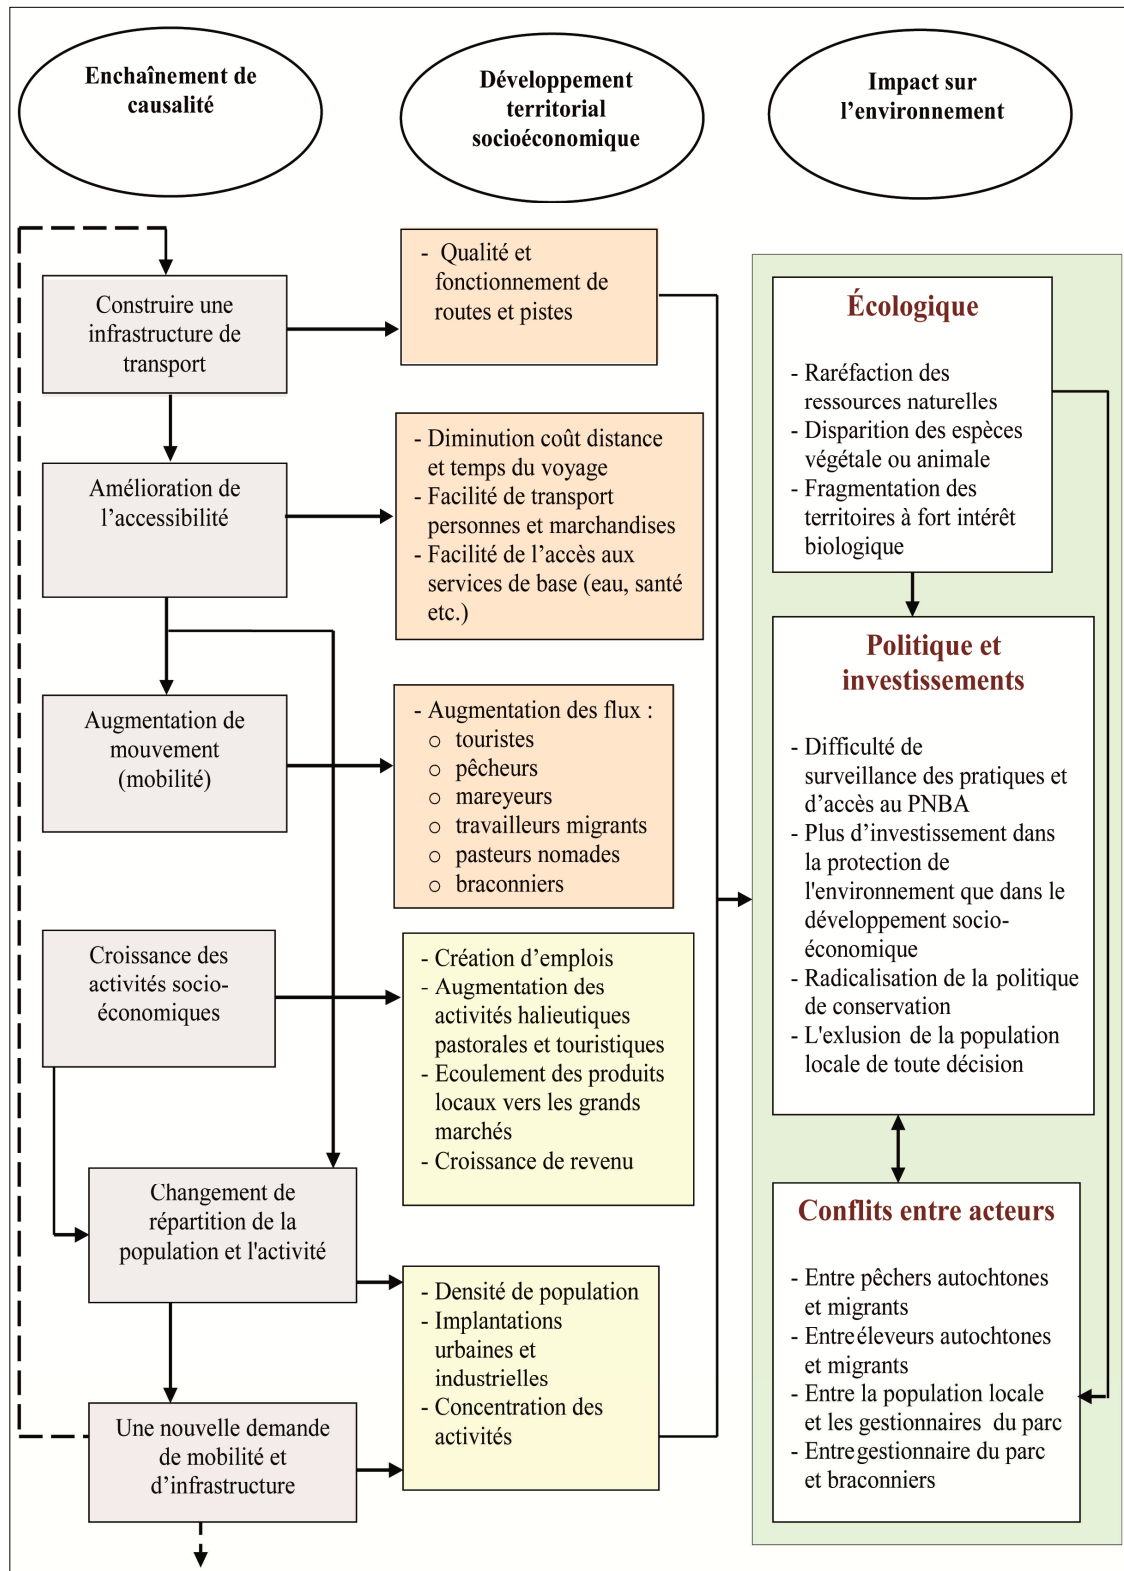 Enchaînement de
causalité
Développement
territorial
socioéconomique
Impact sur
l’environnement
Construire une
infrastructure de
transport
- Qualité et
fonctionnement de
routes et pistes
Amélioration de
l’accessibilité
- Diminution coût distance
et temps du voyage
- Facilité de transport
personnes et marchandises
- Facilité de l’accès aux
services de base (eau, santé
etc.)
Augmentation de
mouvement
(mobilité)
- Augmentation des flux :
o touristes
o pêcheurs
o mareyeurs
o travailleurs migrants
o pasteurs nomades
o braconniers
Croissance des
activités socio-
économiques
- Création d’emplois
- Augmentation des
activités halieutiques
pastorales et touristiques
- Ecoulement des produits
locaux vers les grands
marchés
- Croissance de revenu
Changement de
répartition de la
population et l'activité
- Densité de population
- Implantations
urbaines et
industrielles
- Concentration des
activités
Une nouvelle demande
de mobilité et
d’infrastructure
Écologique
- Raréfaction des
ressources naturelles
- Disparition des espèces
végétale ou animale
- Fragmentation des
territoires à fort intérêt
biologique
Politique et
investissements
- Difficulté de
surveillance des pratiques et
d’accès au PNBA
- Plus d’investissement dans
la protection de
l'environnement que dans le
développement socio-
économique
- Radicalisation de la politique
de conservation
- L'exlusion de la population
locale de toute décision
Conflits entre acteurs
- Entre pêchers autochtones
et migrants
- Entre éleveurs autochtones
et migrants
- Entre la population locale
et les gestionnaires du parc
- Entre gestionnaire du parc
et braconniers